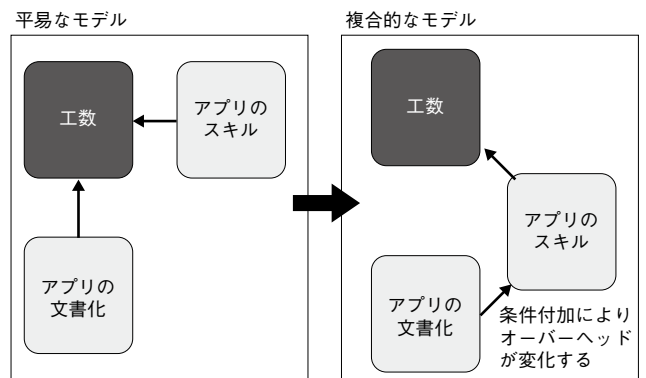 平易なモデル
工数
アプリの
スキル
アプリの
文書化
複合的なモデル
工数
アプリの
スキル
アプリの
文書化
条件付加により
オーバーヘッド
が変化する